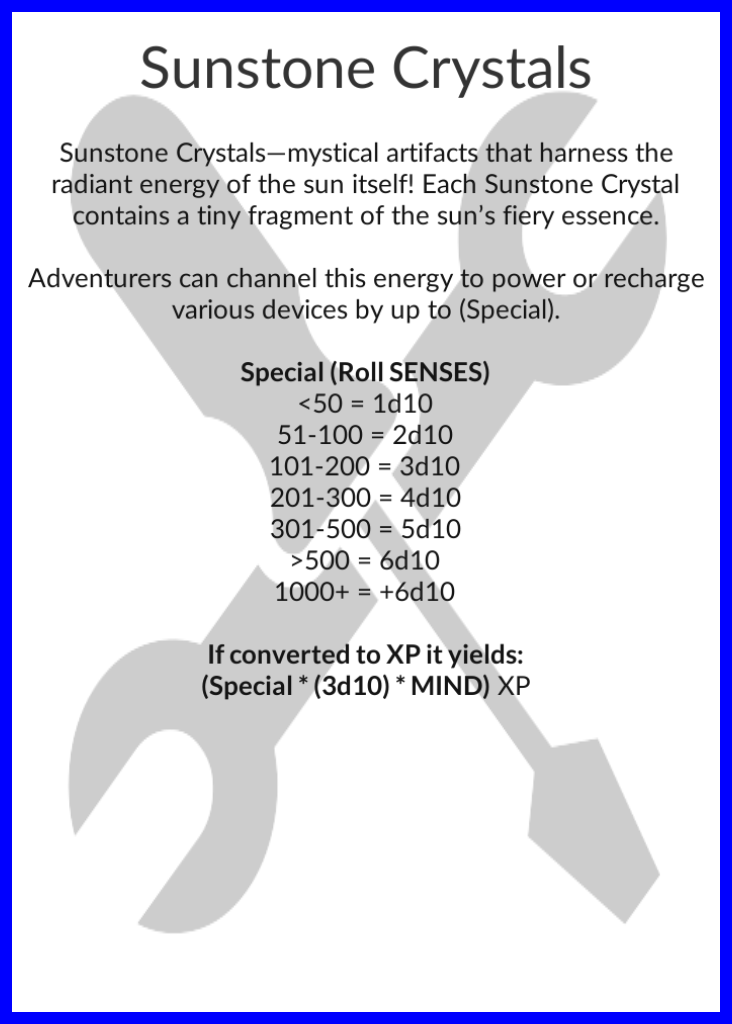 Sunstone Crystals
Sunstone Crystals—mystical artifacts that harness the
radiant energy of the sun itself! Each Sunstone Crystal
contains a tiny fragment of the sun’s fiery essence.
Adventurers can channel this energy to power or recharge
various devices by up to (Special).
Special (Roll SENSES)
<50 = 1d10
51-100 = 2d10
101-200 = 3d10
201-300 = 4d10
301-500 = 5d10
>500 = 6d10
1000+ = +6d10
If converted to XP it yields:
(Special * (3d10) * MIND) XP